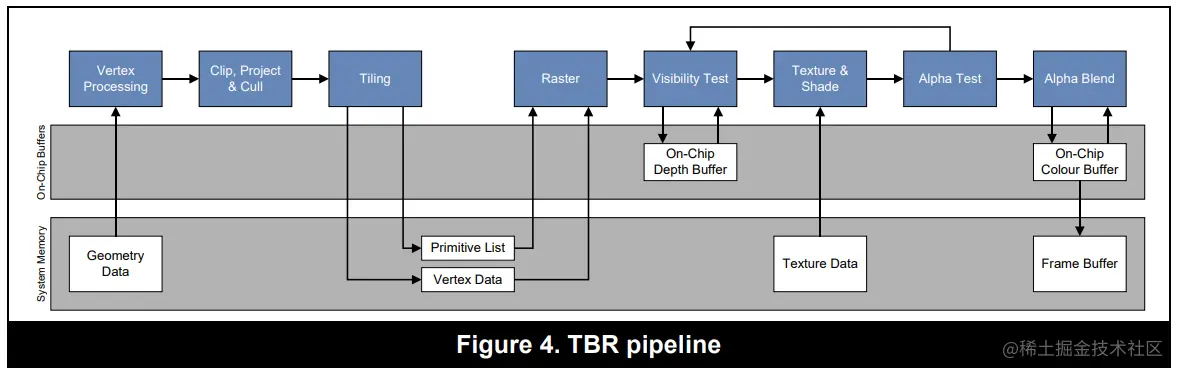 Vertex
Processing
Clip, Project
& Cull
Tiling
Raster
Visibility Test
Texture &
Shade
Alpha Test
Alpha Blend
On-Chip Buffers
On-Chip
Depth Buffer
On-Chip
Colour Buffer
System Memory
Geometry
Data
Primitive List
Vertex Data
Texture Data
Frame Buffer
Figure 4. TBR pipeline
@稀土掘金技术社区